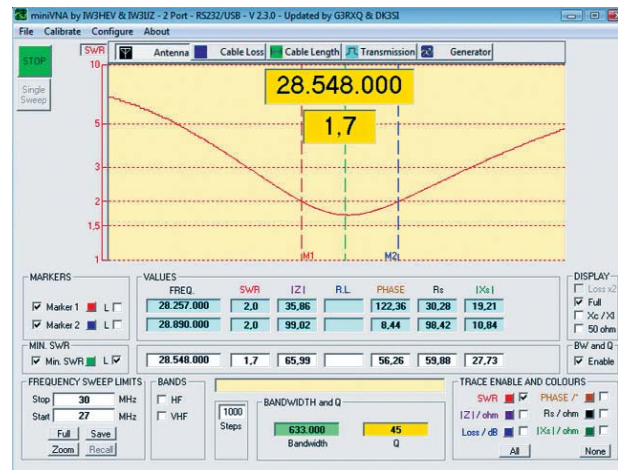 miniVNA by IW3HEV & IW3IJZ - 2 Port - RS232/USB - V 2.3.0 - Updated by G3RXQ & DK3SI
File Calibrate Configure About
STOP
Single Sweep
SWR Antenna Cable Loss Cable Length Transmission Generator
28.548.000
1,7
10
5
3
2
1,5
1
M1 M2
MARKERS
Marker 1 L
Marker 2 L
VALUES
FREQ. SWR |Z| R.L PHASE Rs |Xs|
28.257.000 2,0 35,86 122,36 30,28 19,21
28.890.000 2,0 99,02 8,44 98,42 10,84
DISPLAY
Loss x2
Full
Xc / Xl
50 ohm
MIN. SWR
Min. SWR L
28.548.000 1,7 65,99 56,26 59,88 27,73
BW and Q
Enable
FREQUENCY SWEEP LIMITS
Stop 30 MHz
Start 27 MHz
Full Save
Zoom Recall
BANDS
HF
VHF
1000
Steps
BANDWIDTH and Q
633.000 45
Bandwidth Q
TRACE ENABLE AND COLOURS
SWR PHASE /°
|Z| / ohm Rs / ohm
Loss / dB |Xs| / ohm
All None